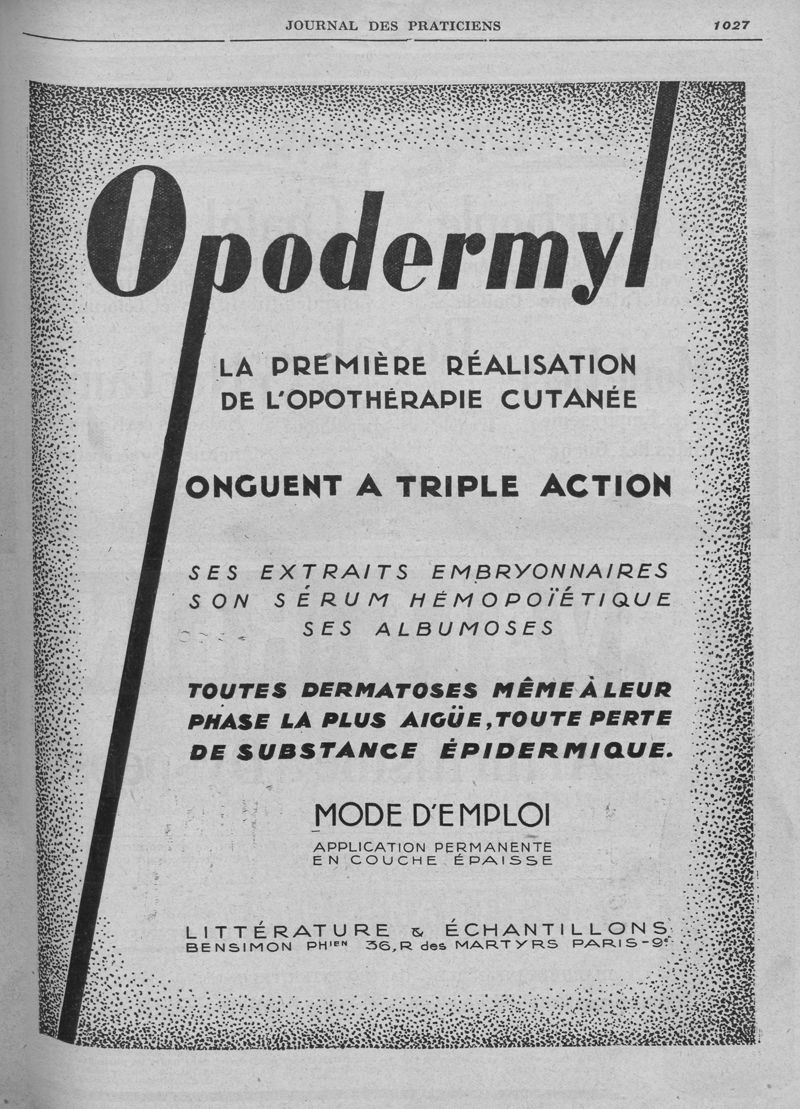 JOURNAL DES PRATICIENS 1027
Opodermyl
LA PREMIÈRE RÉALISATION
DE L'OPOTHÉRAPIE CUTANÉE
ONGUENT A TRIPLE ACTION
SES EXTRAITS EMBRYONNAIRES
SON SÉRUM HÉMOPOÏÉTIQUE
SES ALBUMOSES
TOUTES DERMATOSES MÊME À LEUR
PHASE LA PLUS AIGÜE, TOUTE PERTE
DE SUBSTANCE ÉPIDERMIQUE.
MODE D'EMPLOI
APPLICATION PERMANENTE
EN COUCHE ÉPAISSE
LITTÉRATURE & ÉCHANTILLONS
BENSIMON PHIEN 36, R des MARTYRS PARIS-9e